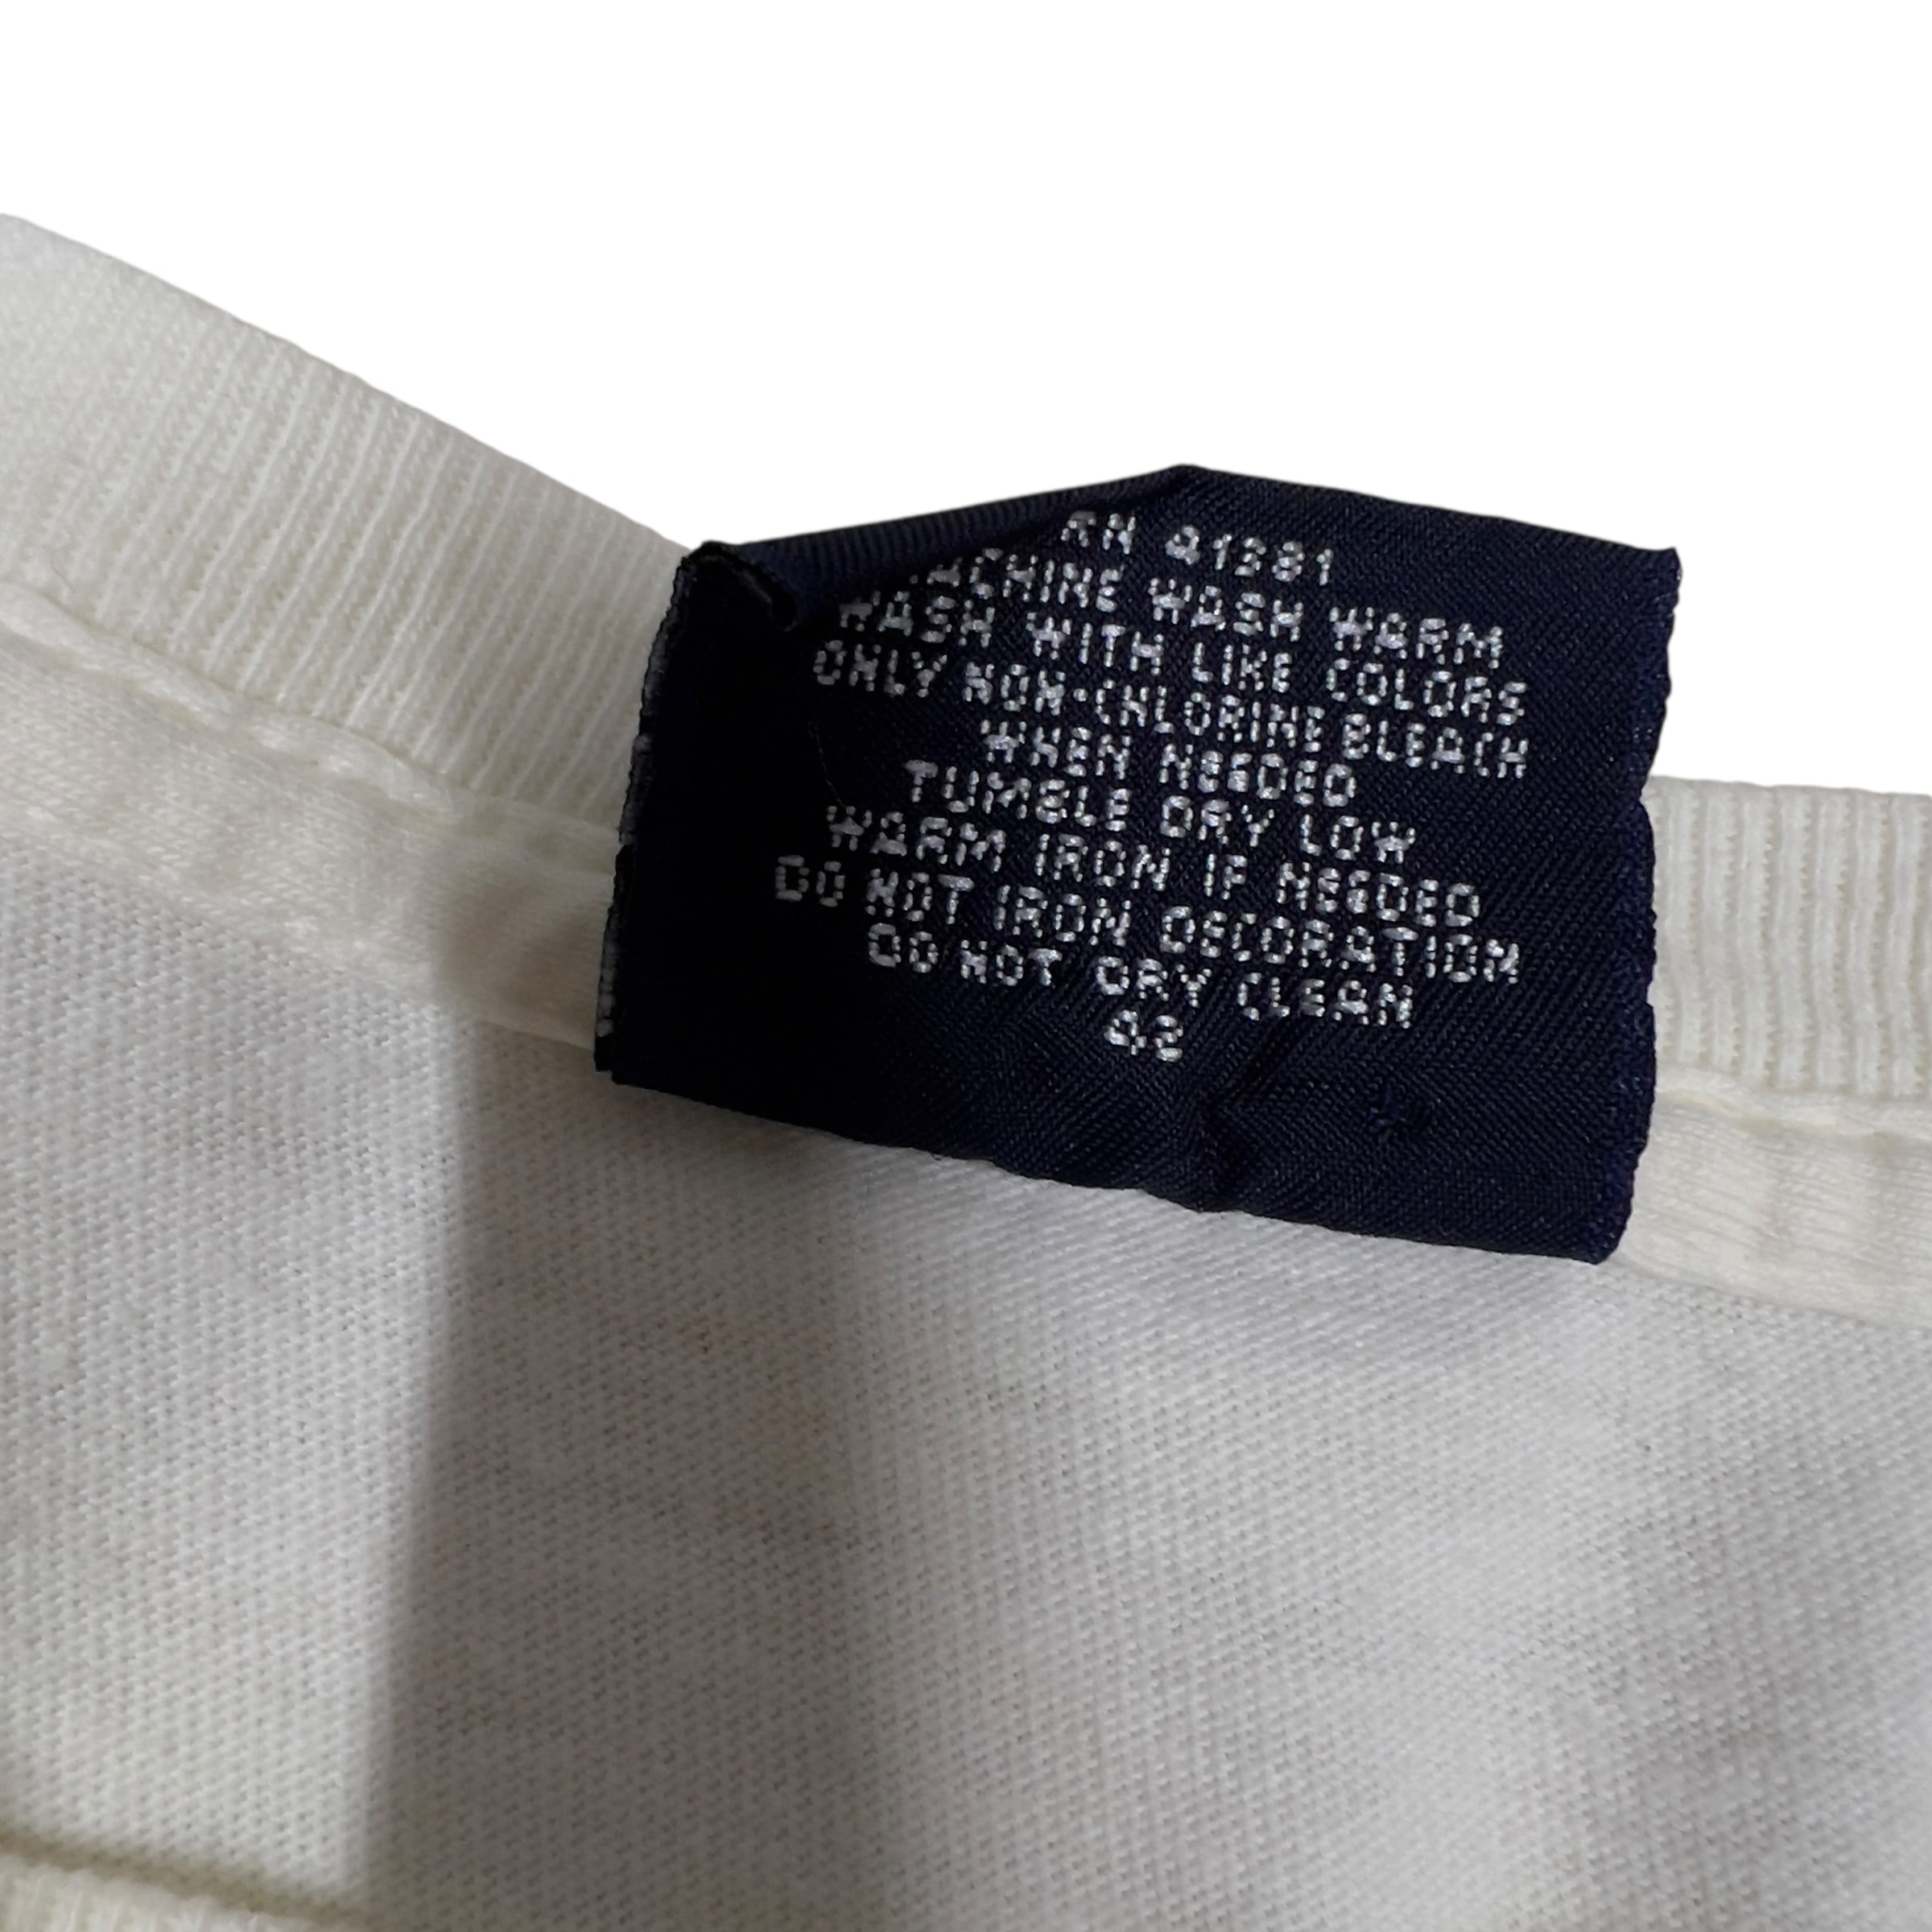 RN 41381
MACHINE WASH WARM
WASH WITH LIKE COLORS
ONLY NON-CHLORINE BLEACH
WHEN NEEDED
TUMBLE DRY LOW
WARM IRON IF NEEDED
DO NOT IRON DECORATION
DO NOT DRY CLEAN
42